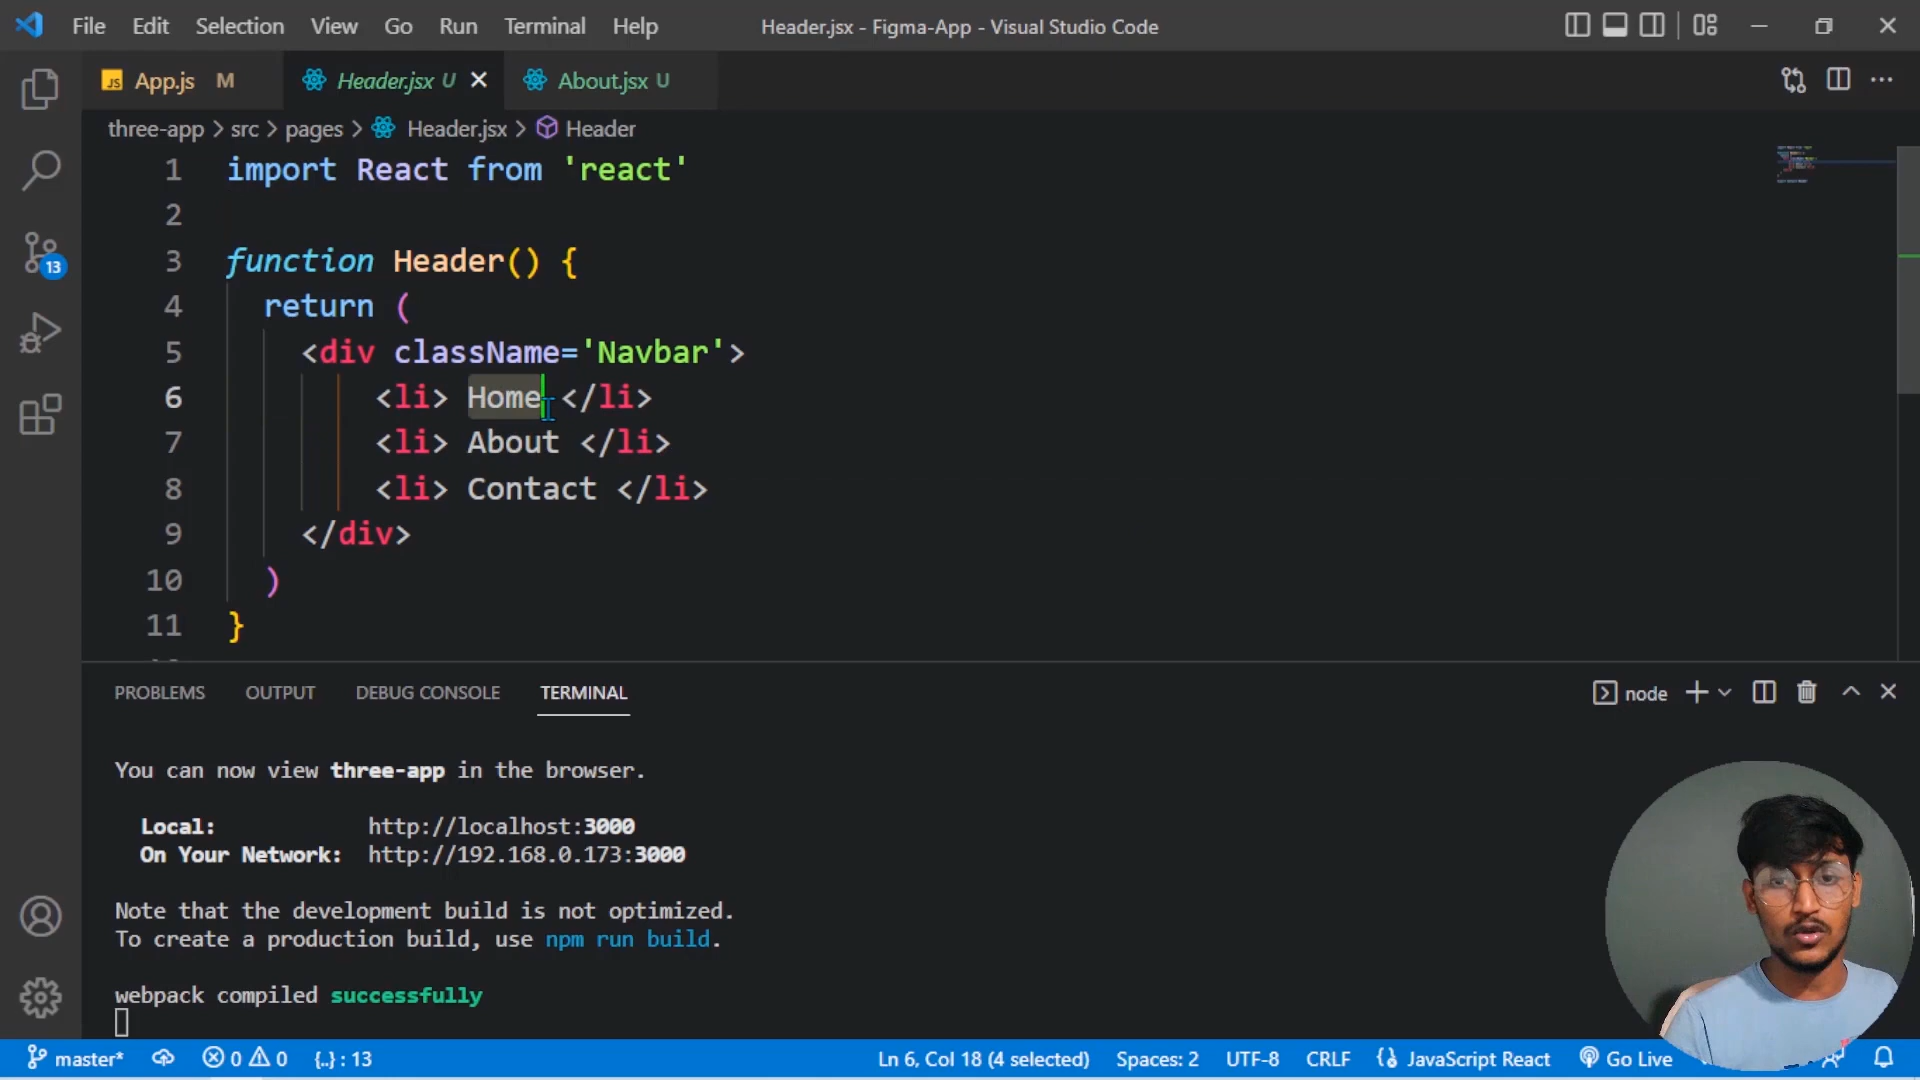 File Edit Selection View Go Run Terminal Help Header.jsx - Figma-App - Visual Studio Code
JS App.js M Header.jsx U About.jsx U
three-app > src > pages > Header.jsx > Header
1 import React from 'react'
2
3 function Header() {
4 return (
5 <div className='Navbar'>
6 <li> Home </li>
7 <li> About </li>
8 <li> Contact </li>
9 </div>
10 )
11 }
13
PROBLEMS OUTPUT DEBUG CONSOLE TERMINAL node
You can now view three-app in the browser.
Local: http://localhost:3000
On Your Network: http://192.168.0.173:3000
Note that the development build is not optimized.
To create a production build, use npm run build.
webpack compiled successfully
master* 0 0 {..} : 13 Ln 6, Col 18 (4 selected) Spaces: 2 UTF-8 CRLF JavaScript React Go Live